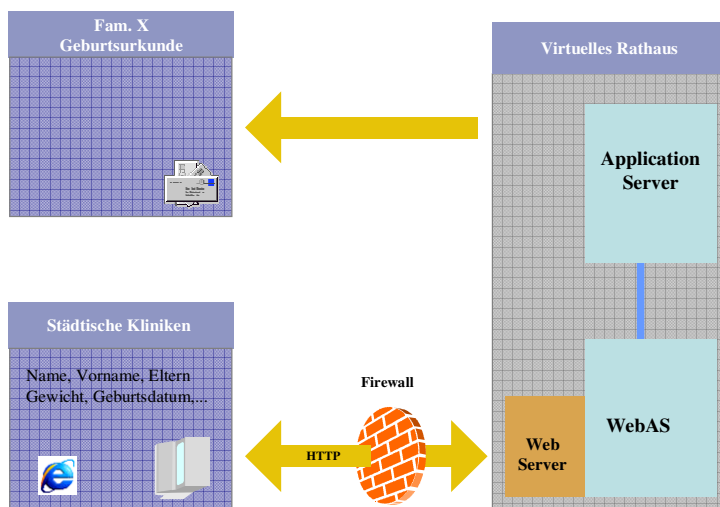 Fam. X
Geburtsurkunde
Virtuelles Rathaus
Application
Server
Städtische Kliniken
Name, Vorname, Eltern
Gewicht, Geburtsdatum,...
Firewall
HTTP
WebAS
Web
Server